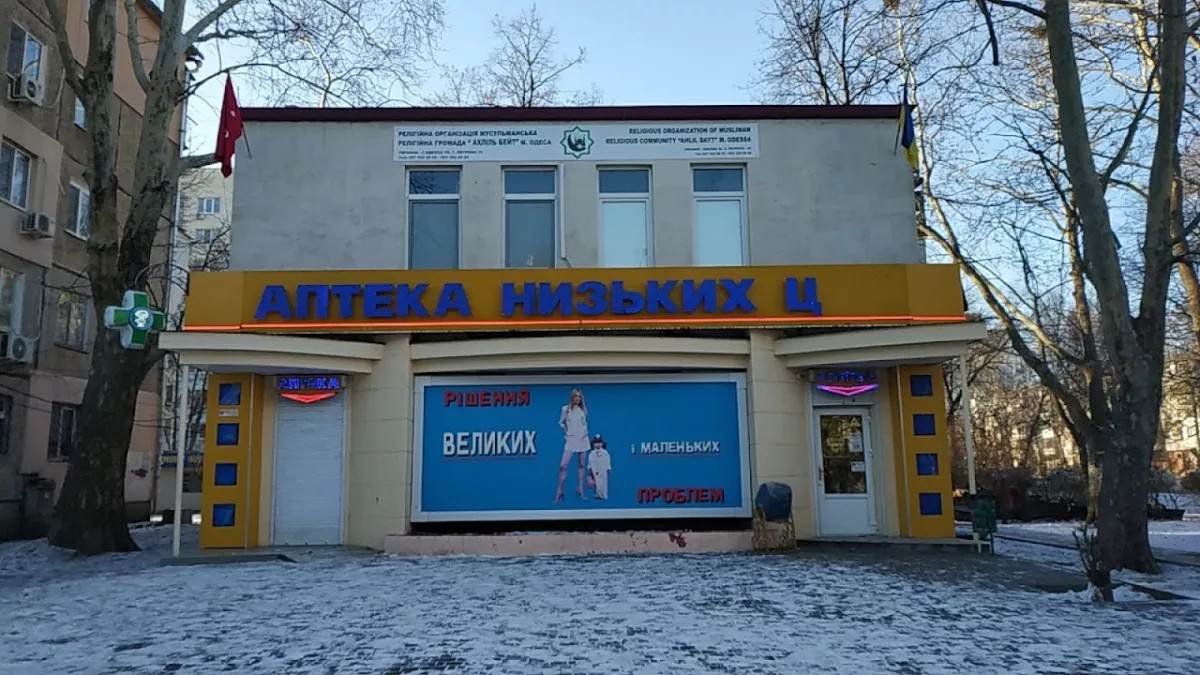 РЕЛІГІЙНА ОРГАНІЗАЦІЯ МУСУЛЬМАНСЬКА
РЕЛІГІЙНА ГРОМАДА " АХЛІЛЬ БЕЙТ" М. ОДЕСА
RELIGIOUS ORGANIZATION OF MUSLIMAN
RELIGIOUS COMMUNITY "AHLIL BAYT" M. ODESSA
АПТЕКА НИЗЬКИХ Ц
АПТЕКА
РІШЕННЯ
ВЕЛИКИХ
і МАЛЕНЬКИХ
ПРОБЛЕМ